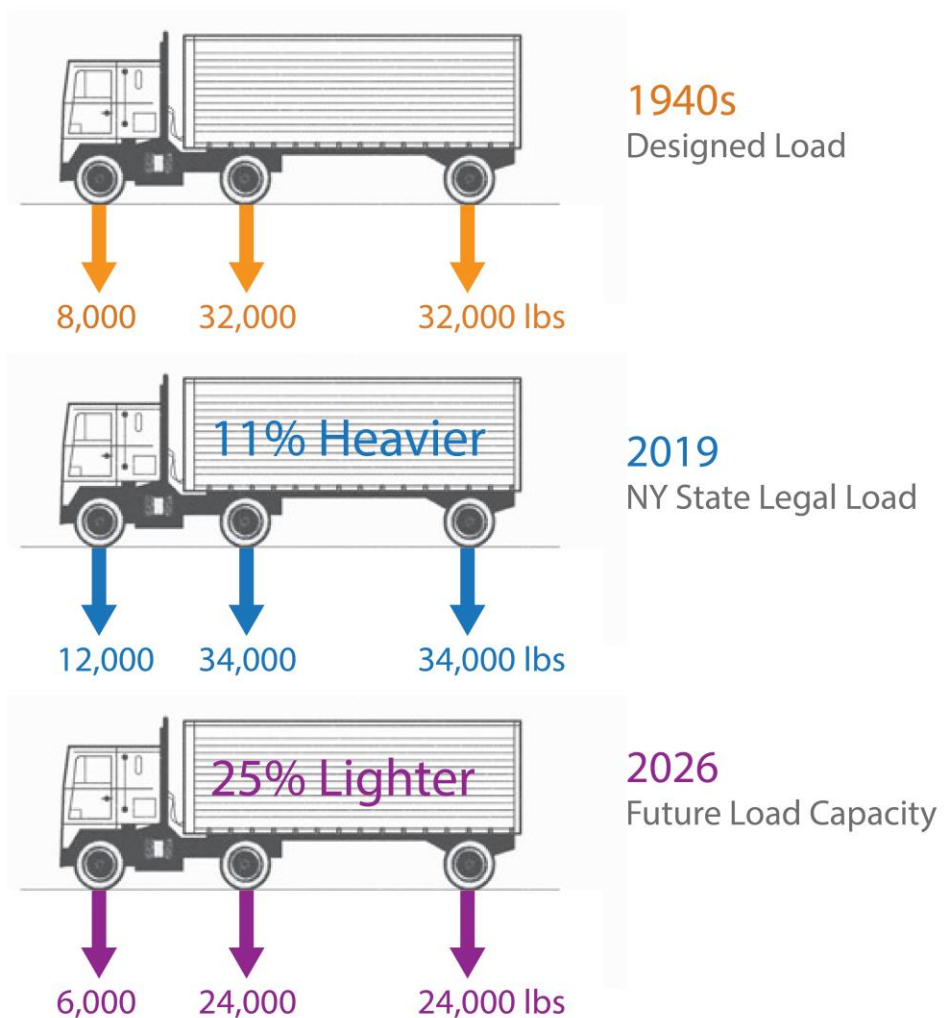 1940s
Designed Load
8,000 32,000 32,000 lbs
11% Heavier
2019
NY State Legal Load
12,000 34,000 34,000 lbs
25% Lighter
2026
Future Load Capacity
6,000 24,000 24,000 lbs